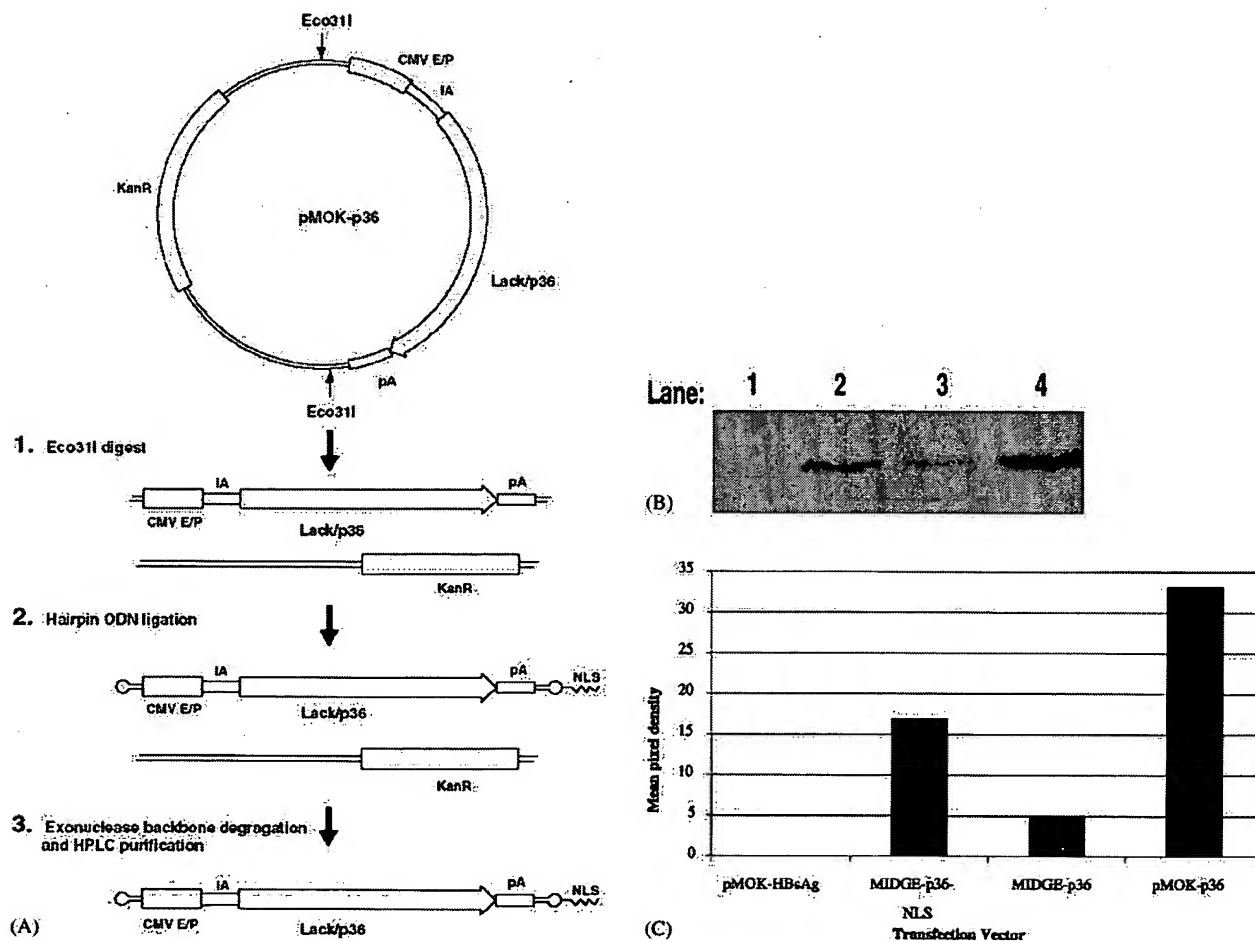 Eco31I
CMV E/P
IA
KanR
pMOK-p36
Lack/p36
pA
Eco31I
1. Eco31I digest
IA
pA
CMV E/P
Lack/p36
KanR
2. Hairpin ODN ligation
IA
pA
NLS
CMV E/P
Lack/p36
KanR
3. Exonuclease backbone degragation
and HPLC purification
IA
pA
NLS
CMV E/P
Lack/p36
(A)
Lane: 1 2 3 4
(B)
35
30
25
20
15
10
5
0
Mean pixel density
pMOK-HBsAg
MIDGE-p36-
NLS
MIDGE-p36
pMOK-p36
Transfection Vector
(C)